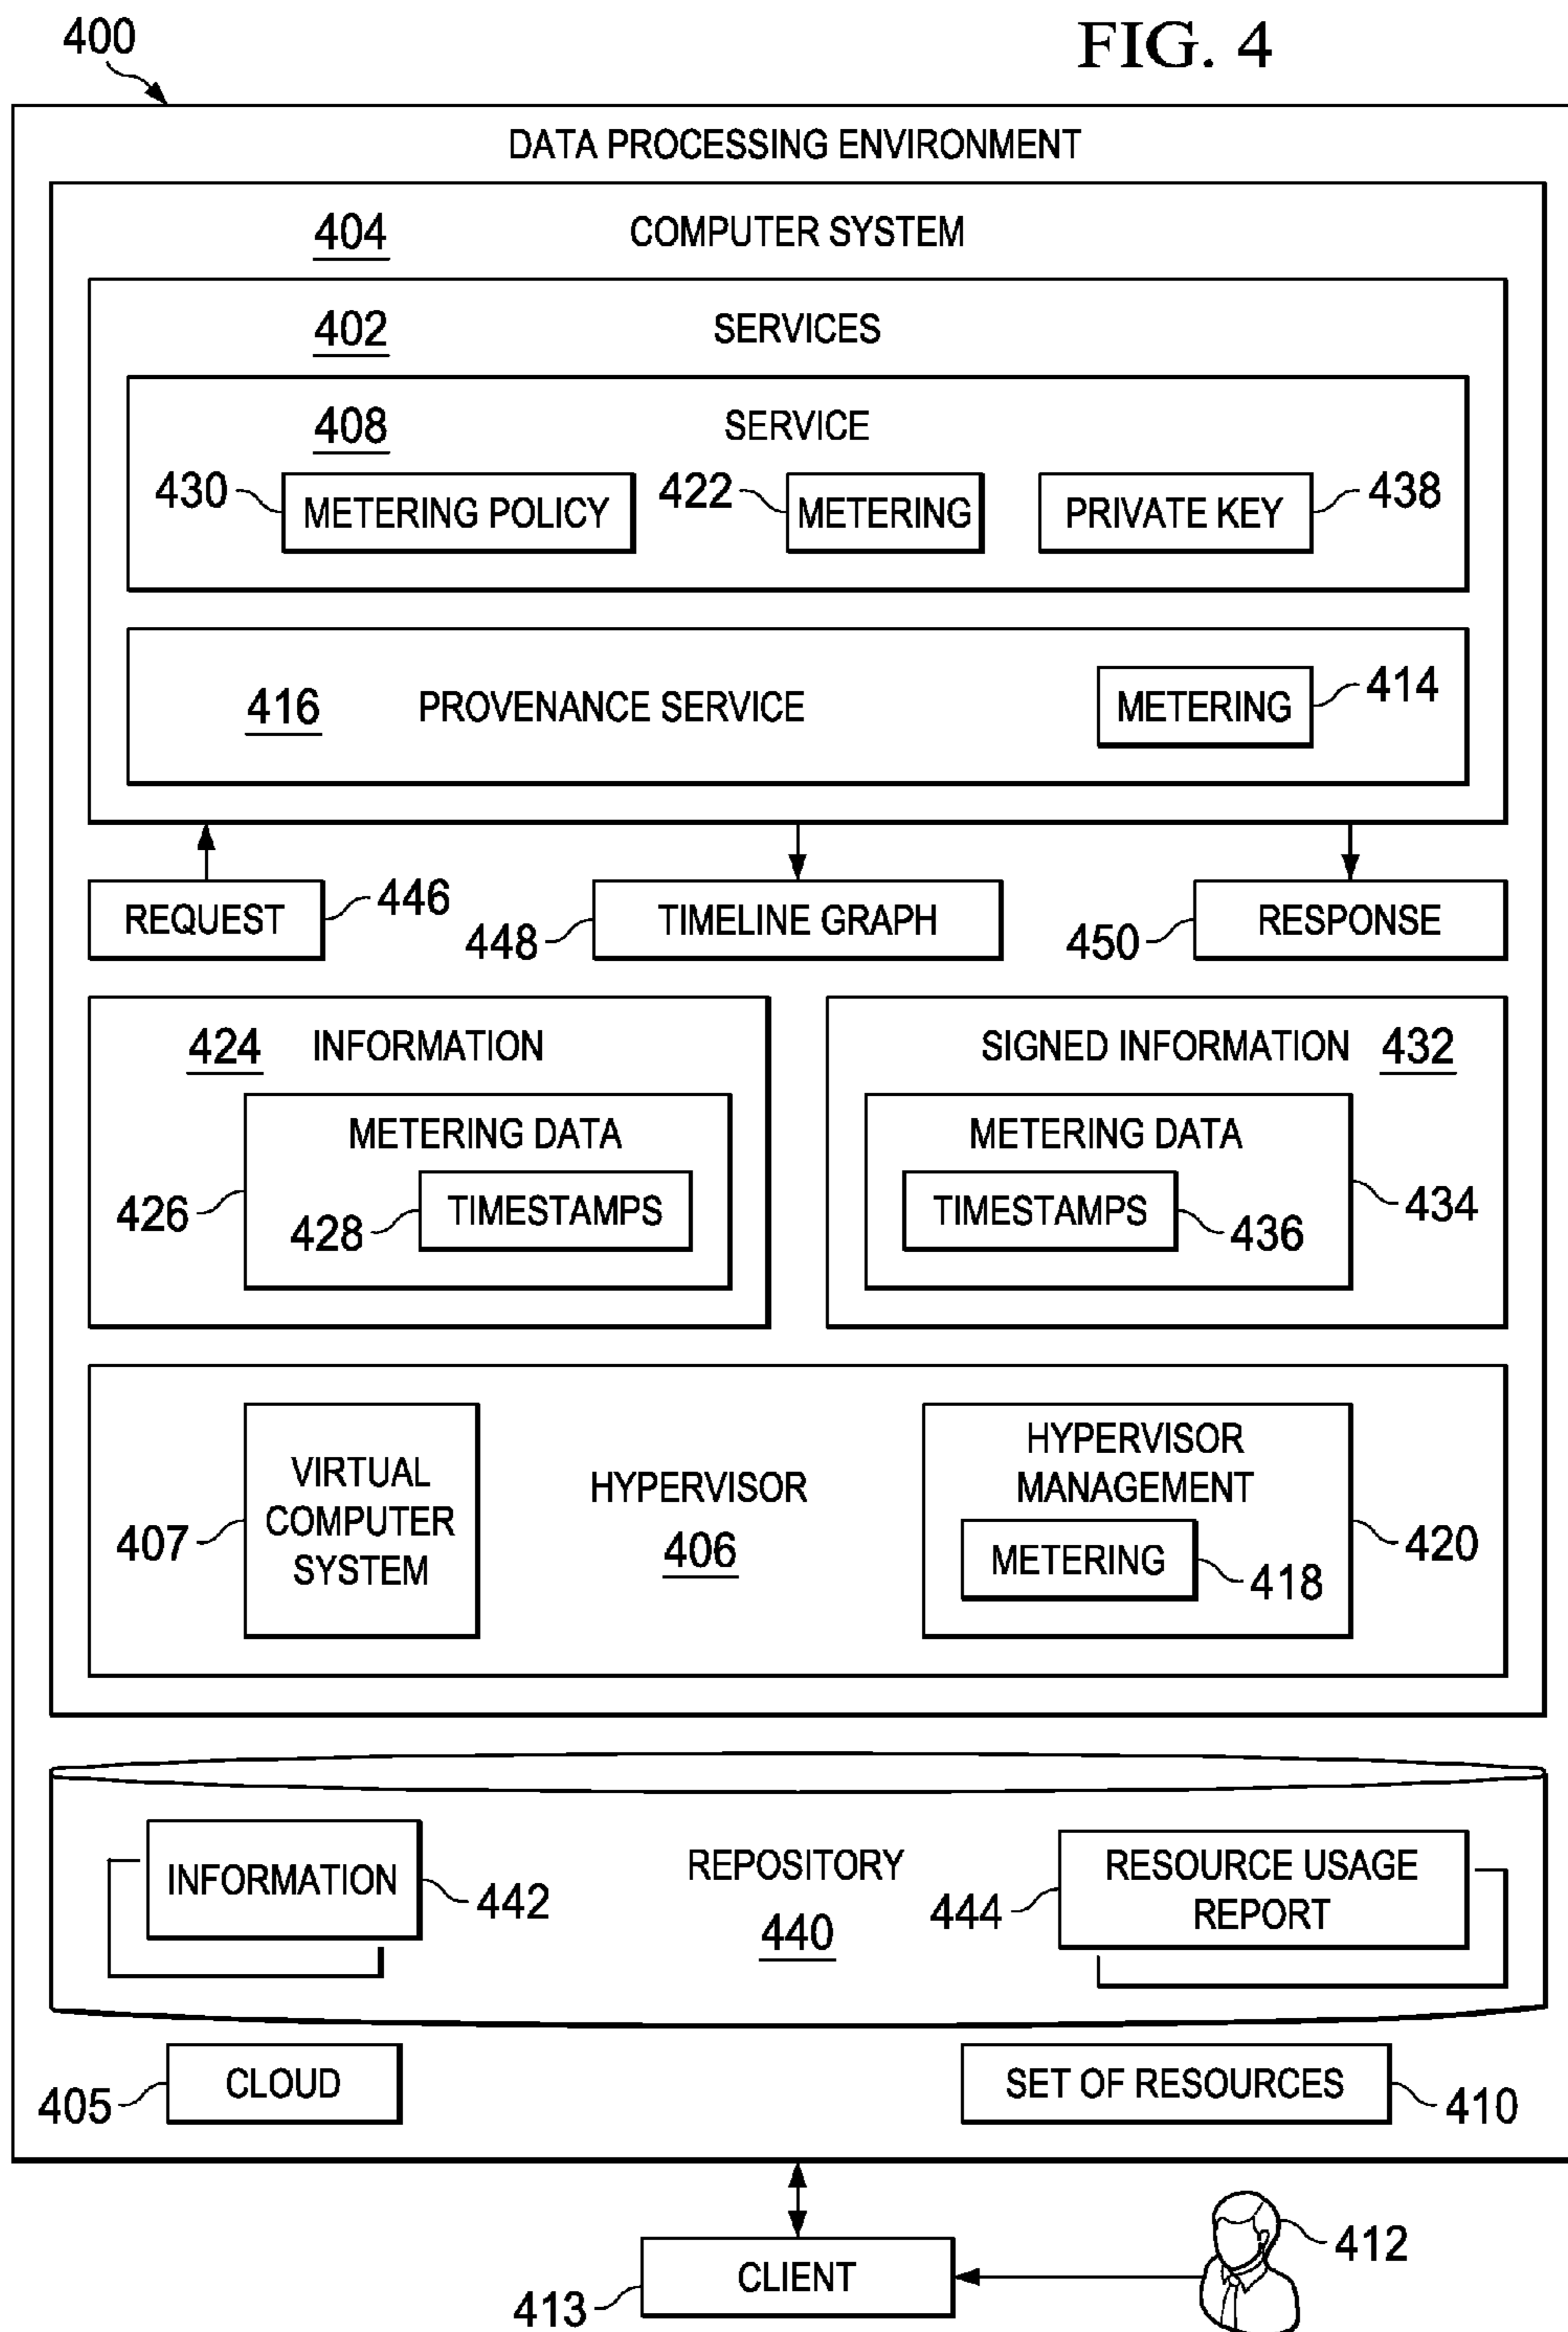 FIG. 4
400
DATA PROCESSING ENVIRONMENT
404 COMPUTER SYSTEM
402 SERVICES
408 SERVICE
430 METERING POLICY 422 METERING PRIVATE KEY 438
416 PROVENANCE SERVICE METERING 414
REQUEST 446
448 TIMELINE GRAPH
450 RESPONSE
424 INFORMATION
METERING DATA
426
428 TIMESTAMPS
SIGNED INFORMATION 432
METERING DATA
434
TIMESTAMPS 436
407
VIRTUAL
COMPUTER
SYSTEM
HYPERVISOR
406
HYPERVISOR
MANAGEMENT
420
METERING 418
INFORMATION 442
REPOSITORY
440
444
RESOURCE USAGE
REPORT
405 CLOUD
SET OF RESOURCES 410
413 CLIENT
412